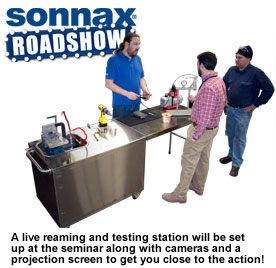 sonnax®
ROADSHOW
A live reaming and testing station will be set
up at the seminar along with cameras and a
projection screen to get you close to the action!